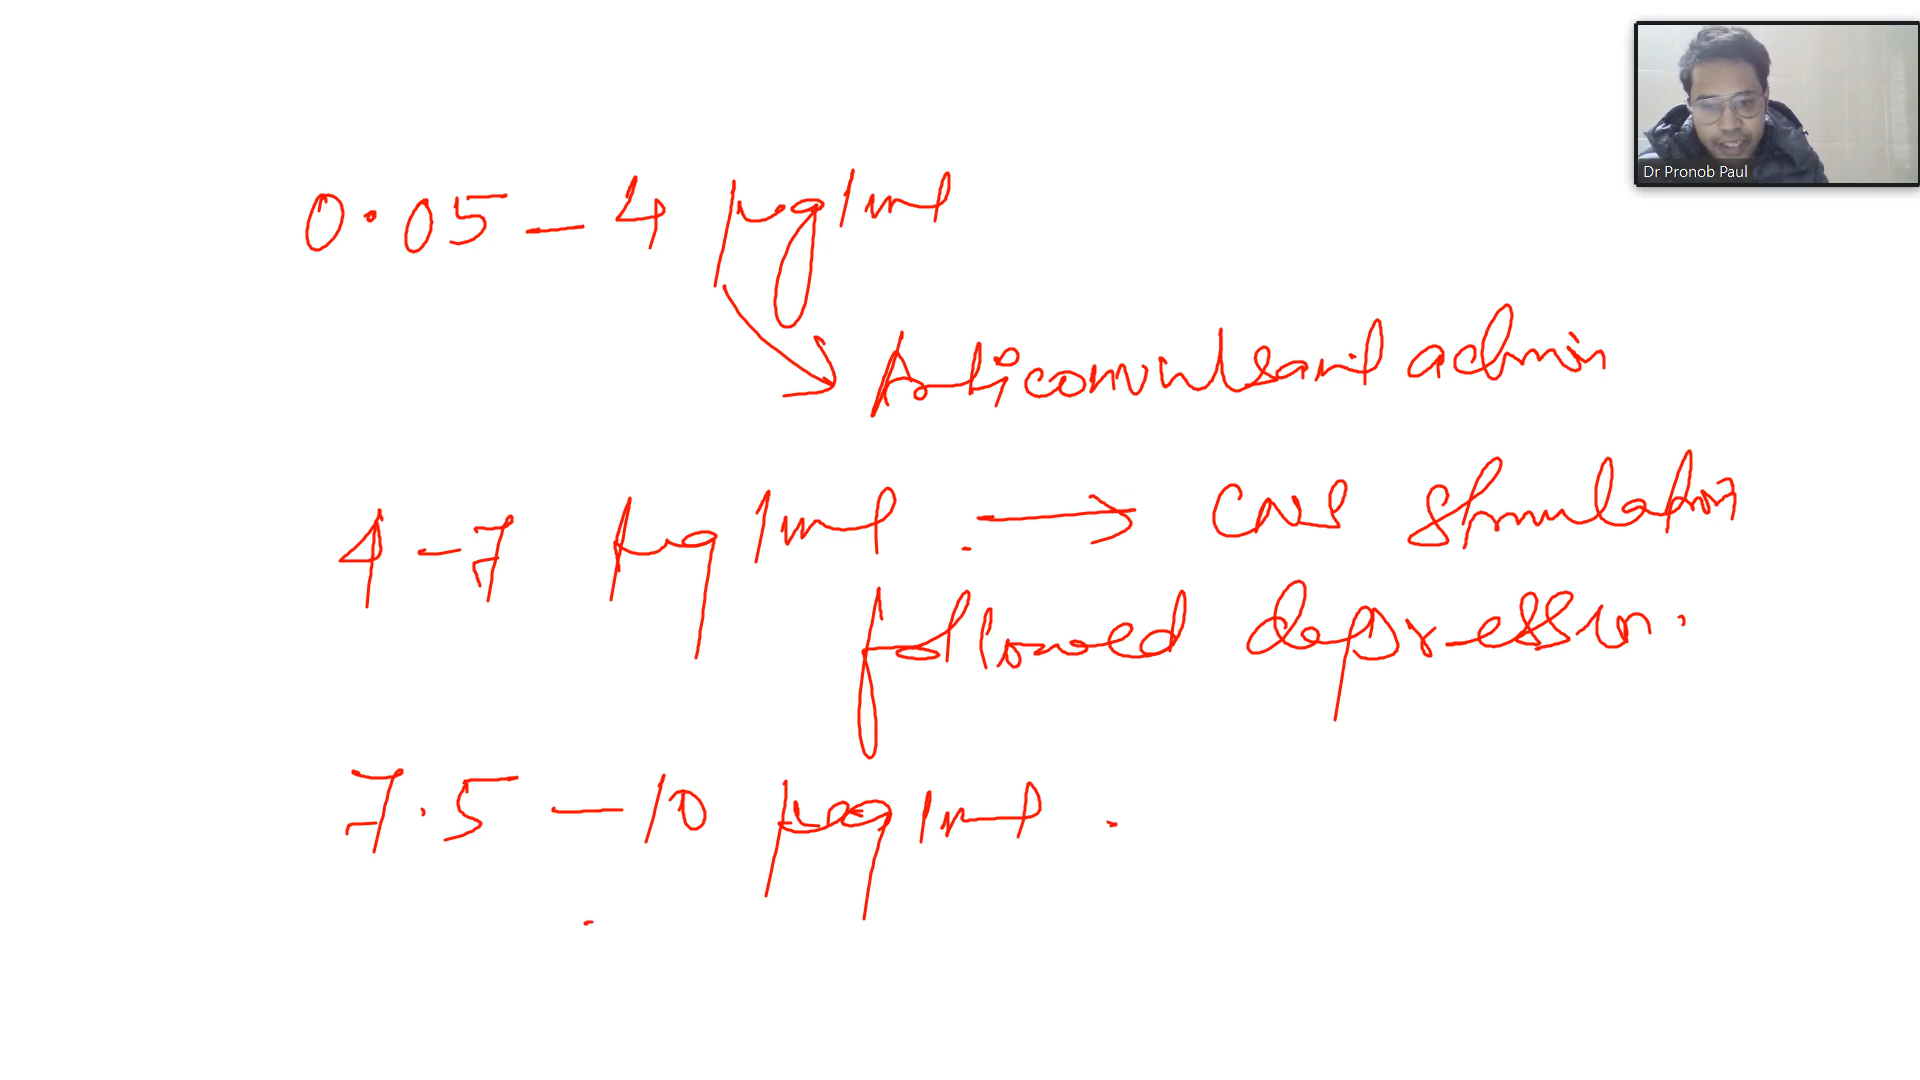 Dr Pronob Paul
0.05 – 4 µg/ml
→ Anticonvulsant action
4 – 7 µg/ml. → CNS stimulation
followed depression.
7.5 – 10 µg/ml.